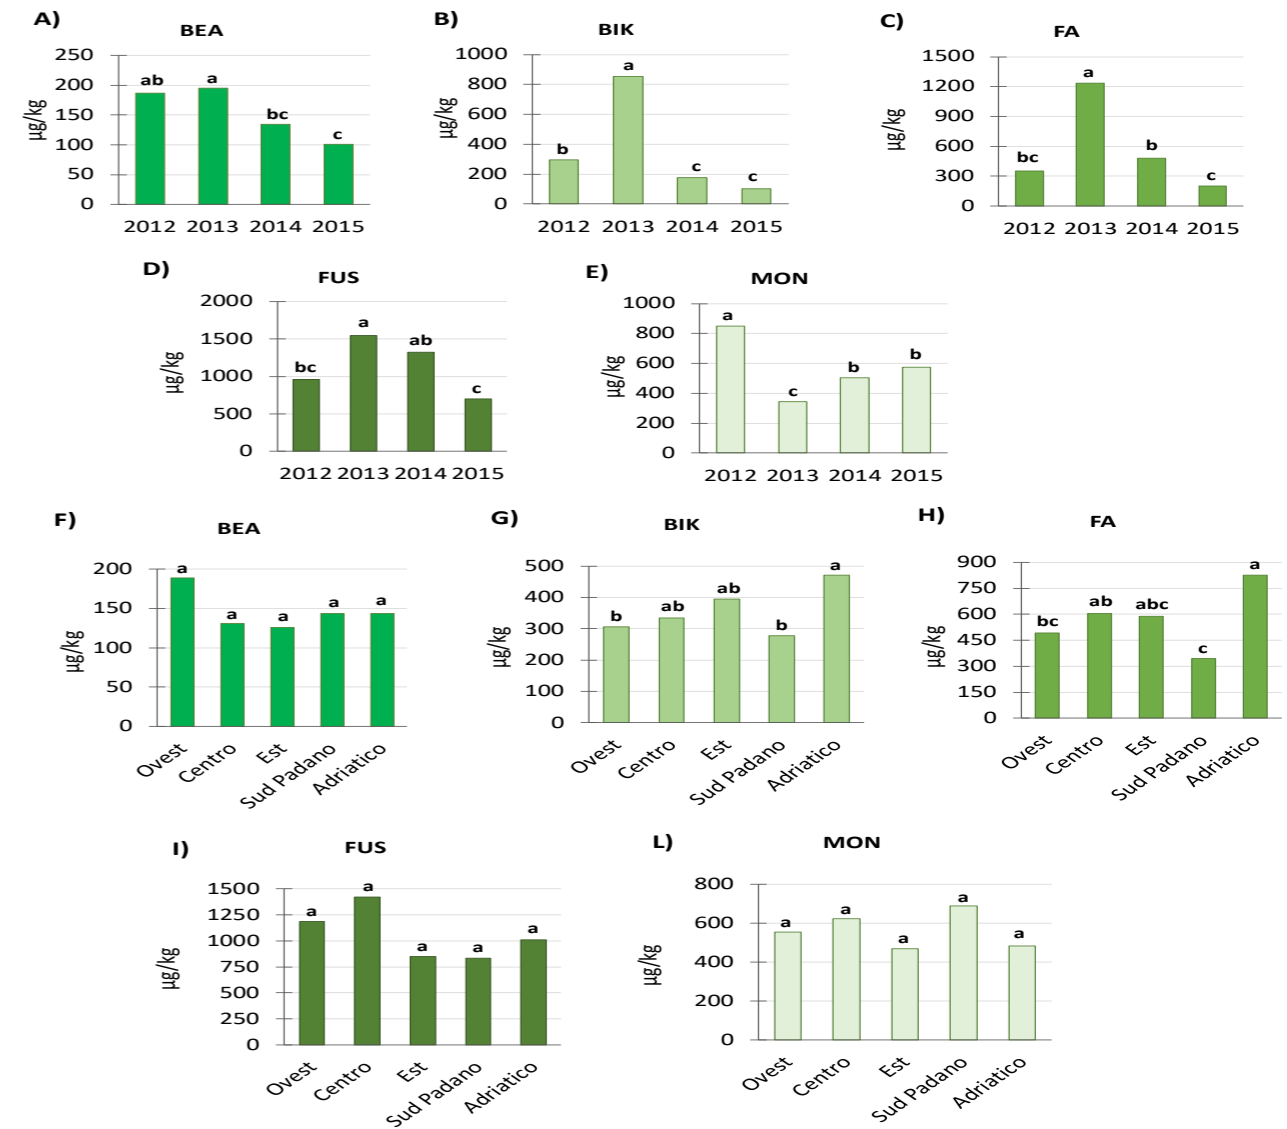 A)
BEA
µg/kg
250
200
150
100
50
0
ab
a
bc
c
2012 2013 2014 2015
B)
BIK
µg/kg
1000
800
600
400
200
0
b
a
c
c
2012 2013 2014 2015
C)
FA
µg/kg
1500
1200
900
600
300
0
bc
a
b
c
2012 2013 2014 2015
D)
FUS
µg/kg
2000
1500
1000
500
0
bc
a
ab
c
2012 2013 2014 2015
E)
MON
µg/kg
1000
800
600
400
200
0
a
c
b
b
2012 2013 2014 2015
F)
BEA
µg/kg
200
150
100
50
0
a
a
a
a
a
Ovest
Centro
Est
Sud Padano
Adriatico
G)
BIK
µg/kg
500
400
300
200
100
0
b
ab
ab
b
a
Ovest
Centro
Est
Sud Padano
Adriatico
H)
FA
µg/kg
900
750
600
450
300
150
0
bc
ab
abc
c
a
Ovest
Centro
Est
Sud Padano
Adriatico
I)
FUS
µg/kg
1500
1250
1000
750
500
250
0
a
a
a
a
a
Ovest
Centro
Est
Sud Padano
Adriatico
L)
MON
µg/kg
800
600
400
200
0
a
a
a
a
a
Ovest
Centro
Est
Sud Padano
Adriatico